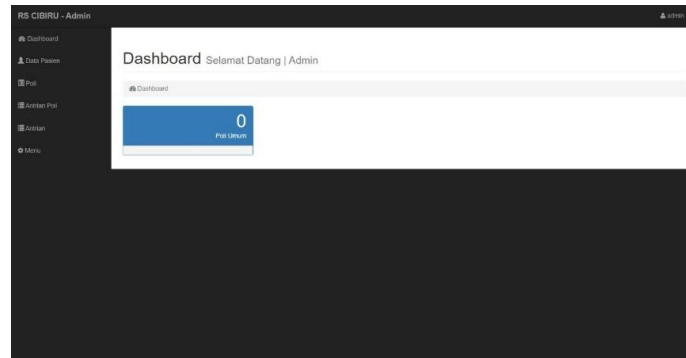 RS CIBIRU - Admin
admin
Dashboard
Data Pasien
Poli
Antrian Poli
Antrian
Menu
Dashboard Selamat Datang | Admin
Dashboard
0
Poli Umum